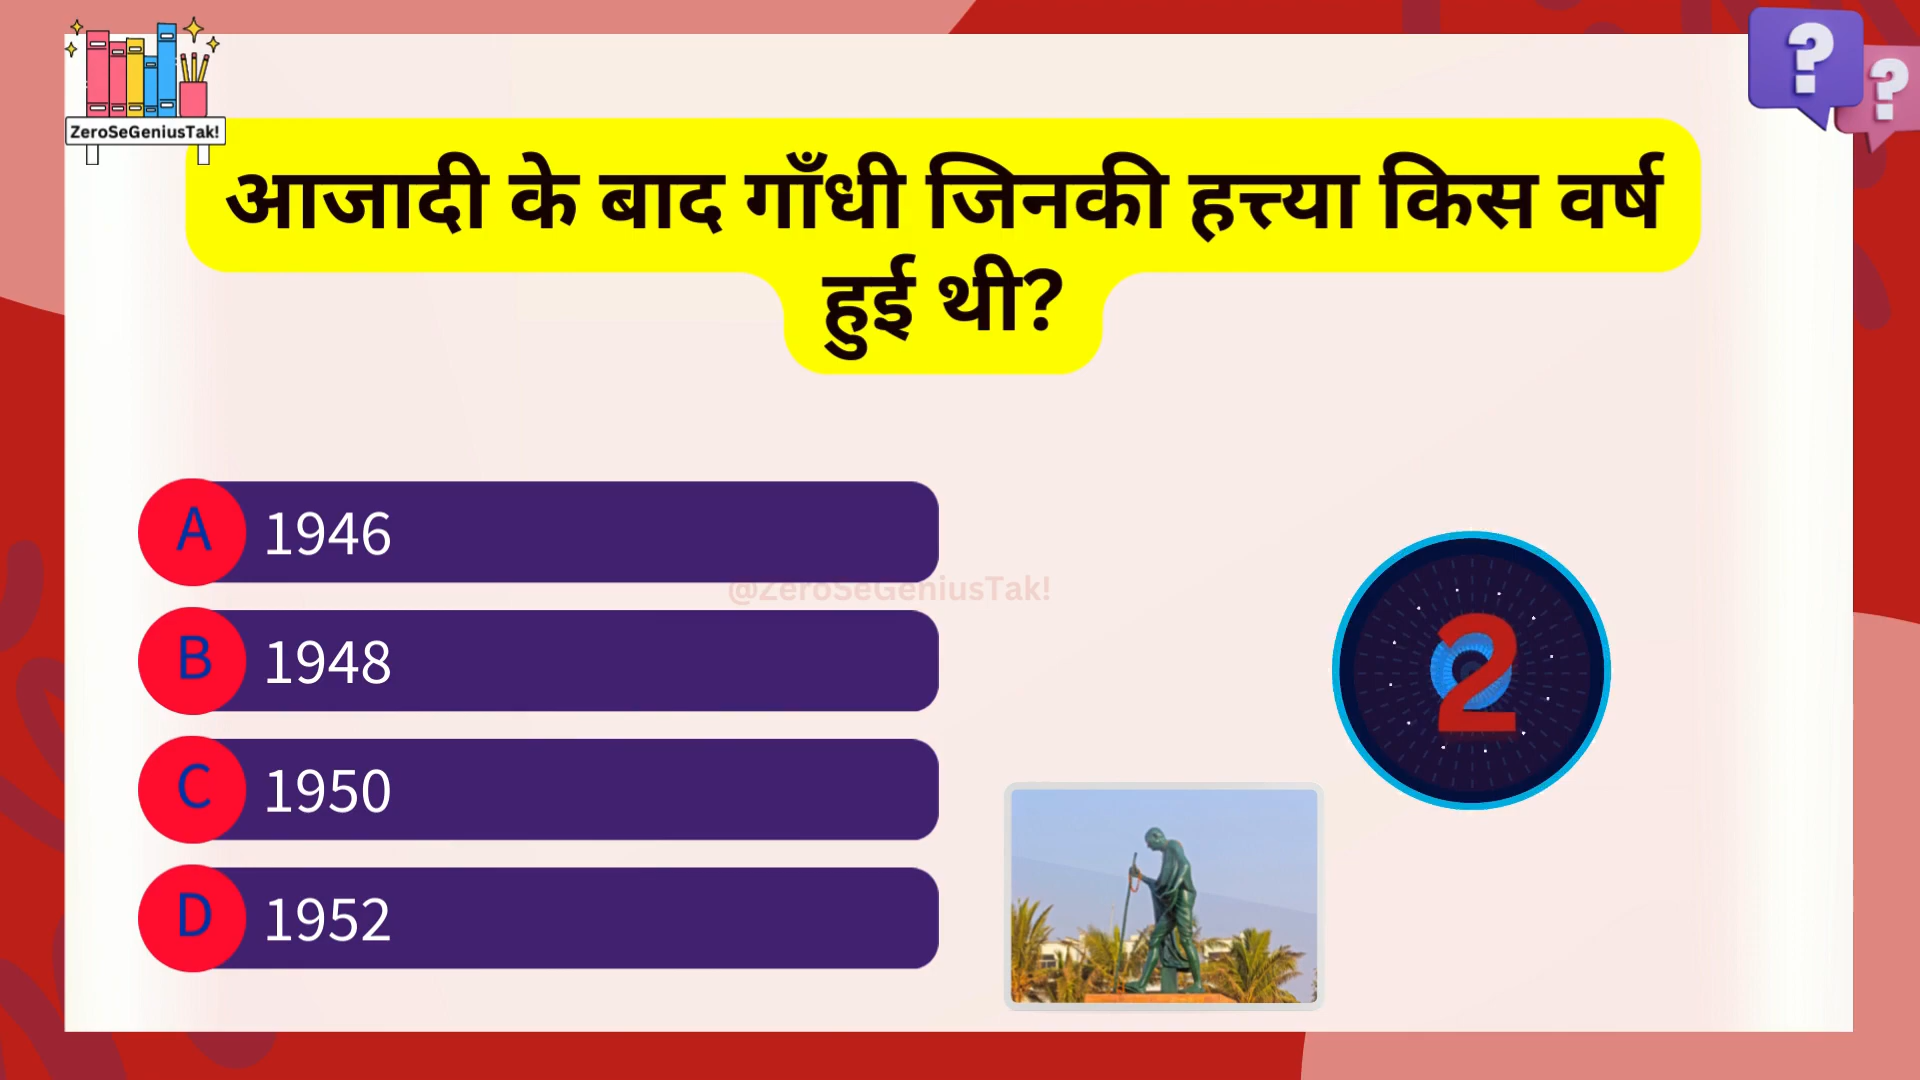 ZeroSeGeniusTak!
? ?
आजादी के बाद गाँधी जिनकी हत्त्या किस वर्ष
हुई थी?
A 1946
@ZeroSeGeniusTak!
B 1948
2
C 1950
D 1952